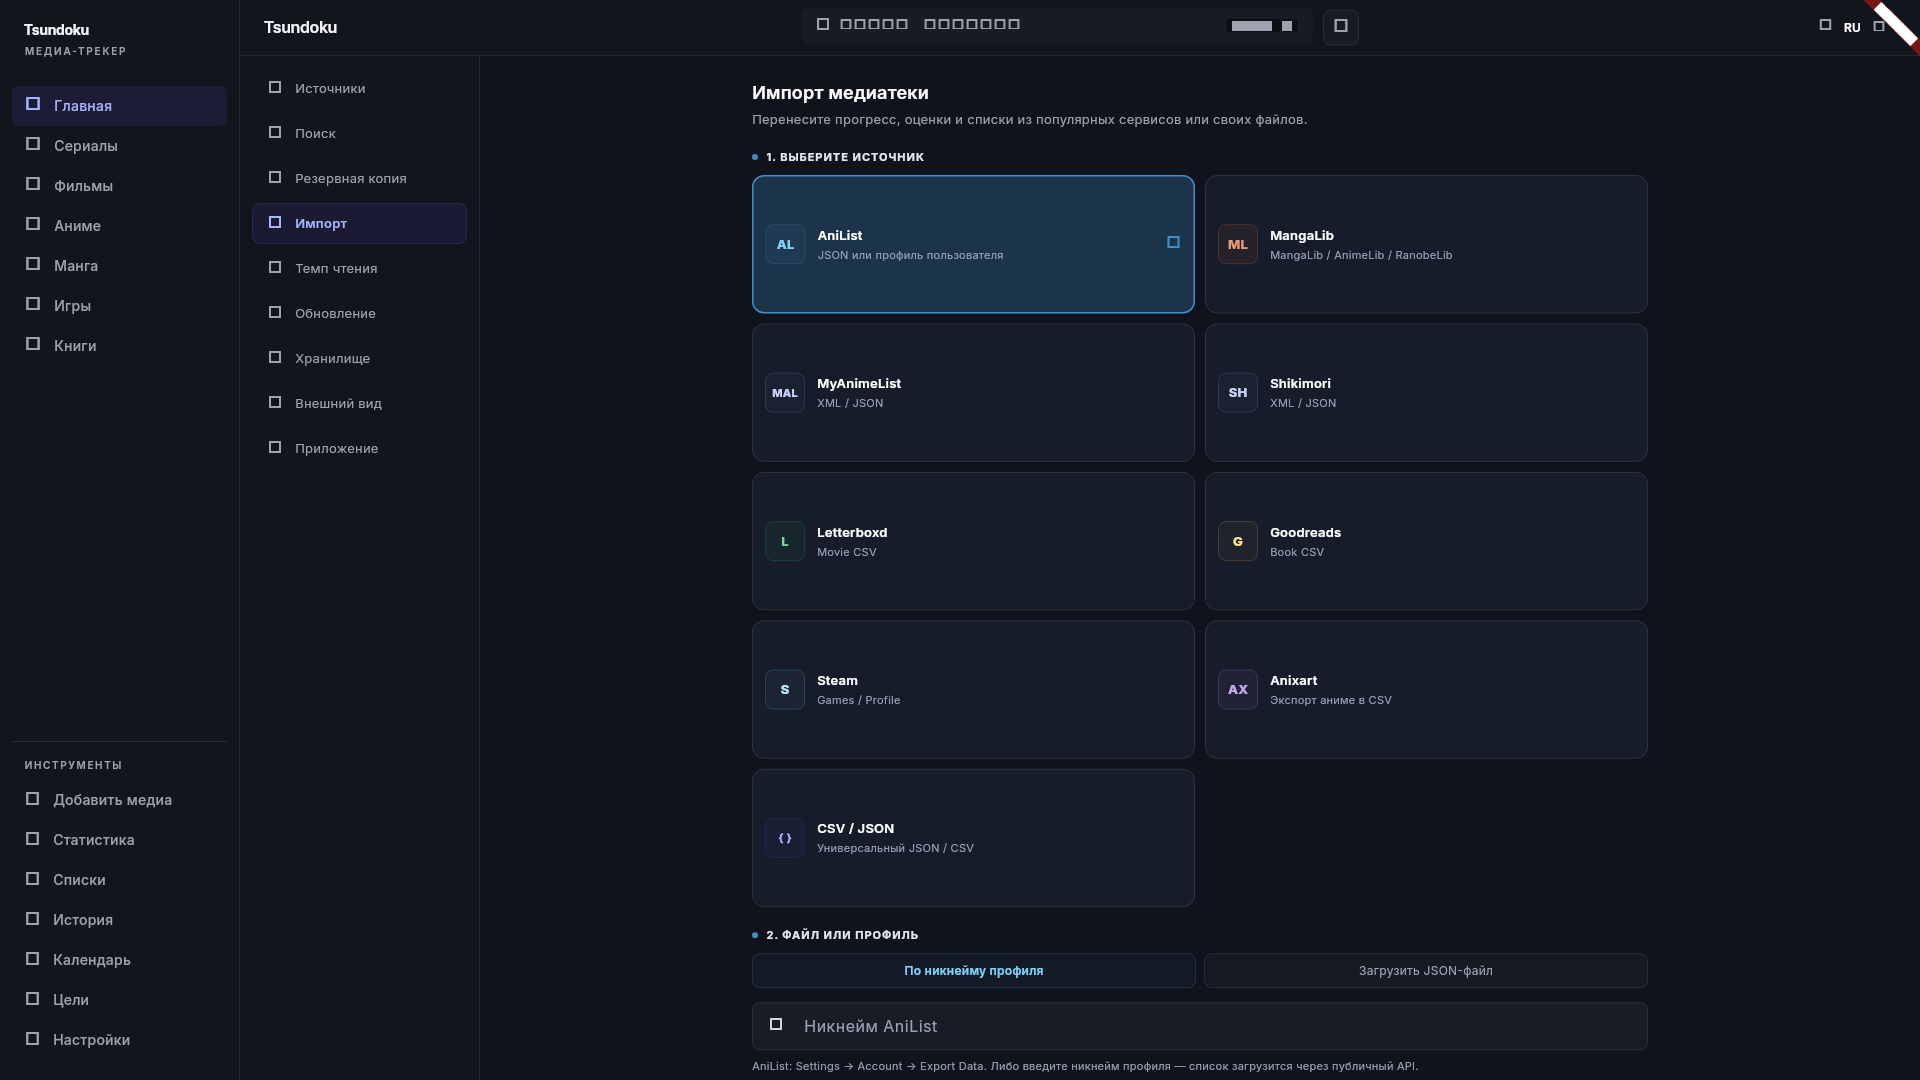 Tsundoku
МЕДИА-ТРЕКЕР
Главная
Сериалы
Фильмы
Аниме
Манга
Игры
Книги
ИНСТРУМЕНТЫ
Добавить медиа
Статистика
Списки
История
Календарь
Цели
Настройки
Tsundoku
RU
Источники
Поиск
Резервная копия
Импорт
Темп чтения
Обновление
Хранилище
Внешний вид
Приложение
Импорт медиатеки
Перенесите прогресс, оценки и списки из популярных сервисов или своих файлов.
1. ВЫБЕРИТЕ ИСТОЧНИК
AL
AniList
JSON или профиль пользователя
ML
MangaLib
MangaLib / AnimeLib / RanobeLib
MAL
MyAnimeList
XML / JSON
SH
Shikimori
XML / JSON
L
Letterboxd
Movie CSV
G
Goodreads
Book CSV
S
Steam
Games / Profile
AX
Anixart
Экспорт аниме в CSV
{ }
CSV / JSON
Универсальный JSON / CSV
2. ФАЙЛ ИЛИ ПРОФИЛЬ
По никнейму профиля
Загрузить JSON-файл
Никнейм AniList
AniList: Settings → Account → Export Data. Либо введите никнейм профиля — список загрузится через публичный API.